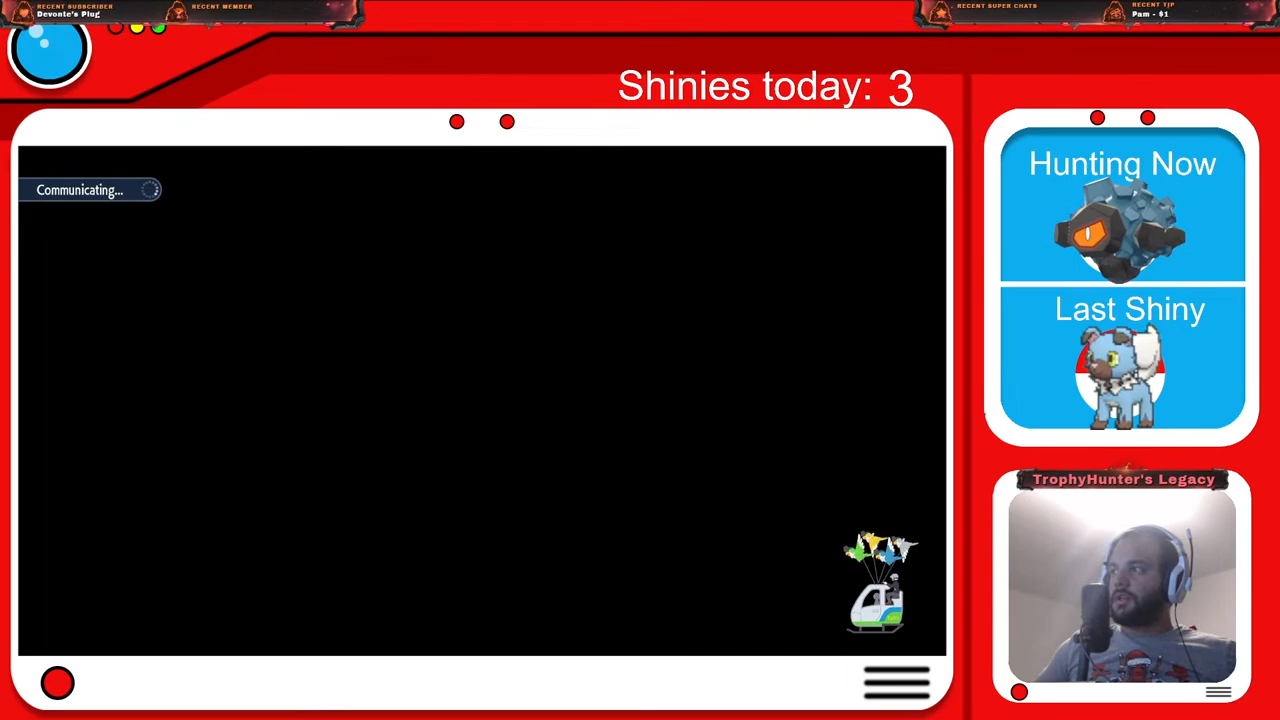 RECENT SUBSCRIBER
Devonte's Plug
RECENT MEMBER
RECENT SUPER CHATS
RECENT TIP
Pam - $1
Shinies today: 3
Communicating...
Hunting Now
Last Shiny
TrophyHunter's Legacy